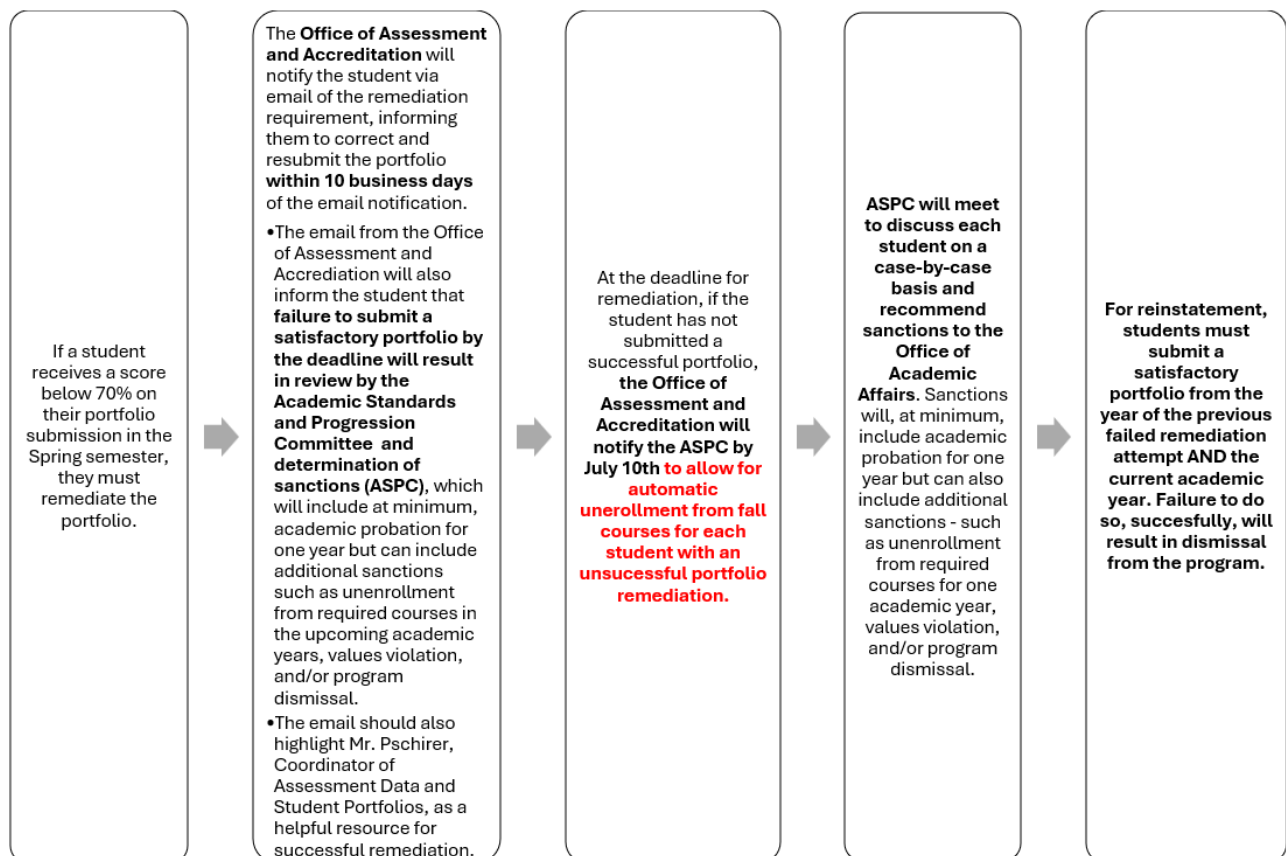 If a student
receives a score
below 70% on
their portfolio
submission in the
Spring semester,
they must
remediate the
portfolio.
The Office of Assessment
and Accreditation will
notify the student via
email of the remediation
requirement, informing
them to correct and
resubmit the portfolio
within 10 business days
of the email notification.
•The email from the Office
of Assessment and
Accrediation will also
inform the student that
failure to submit a
satisfactory portfolio by
the deadline will result
in review by the
Academic Standards
and Progression
Committee and
determination of
sanctions (ASPC), which
will include at minimum,
academic probation for
one year but can include
additional sanctions
such as unenrollment
from required courses in
the upcoming academic
years, values violation,
and/or program
dismissal.
•The email should also
highlight Mr. Pschirer,
Coordinator of
Assessment Data and
Student Portfolios, as a
helpful resource for
successful remediation.
At the deadline for
remediation, if the
student has not
submitted a
successful portfolio,
the Office of
Assessment and
Accreditation will
notify the ASPC by
July 10th to allow for
automatic
unerollment from fall
courses for each
student with an
unsucessful portfolio
remediation.
ASPC will meet
to discuss each
student on a
case-by-case
basis and
recommend
sanctions to the
Office of
Academic
Affairs. Sanctions
will, at minimum,
include academic
probation for one
year but can also
include additional
sanctions - such
as unenrollment
from required
courses for one
academic year,
values violation,
and/or program
dismissal.
For reinstatement,
students must
submit a
satisfactory
portfolio from the
year of the previous
failed remediation
attempt AND the
current academic
year. Failure to do
so, succesfully, will
result in dismissal
from the program.